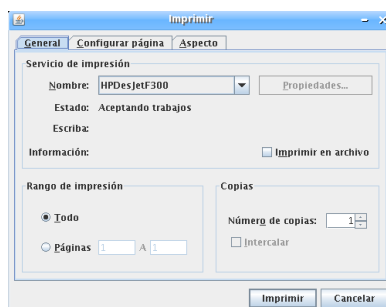 Imprimir
General Configurar página Aspecto
Servicio de impresión
Nombre: HPDesJetF300 Propiedades...
Estado: Aceptando trabajos
Escriba:
Información: Imprimir en archivo
Rango de impresión Copias
Todo Número de copias: 1
Páginas 1 A 1 Intercalar
Imprimir Cancelar